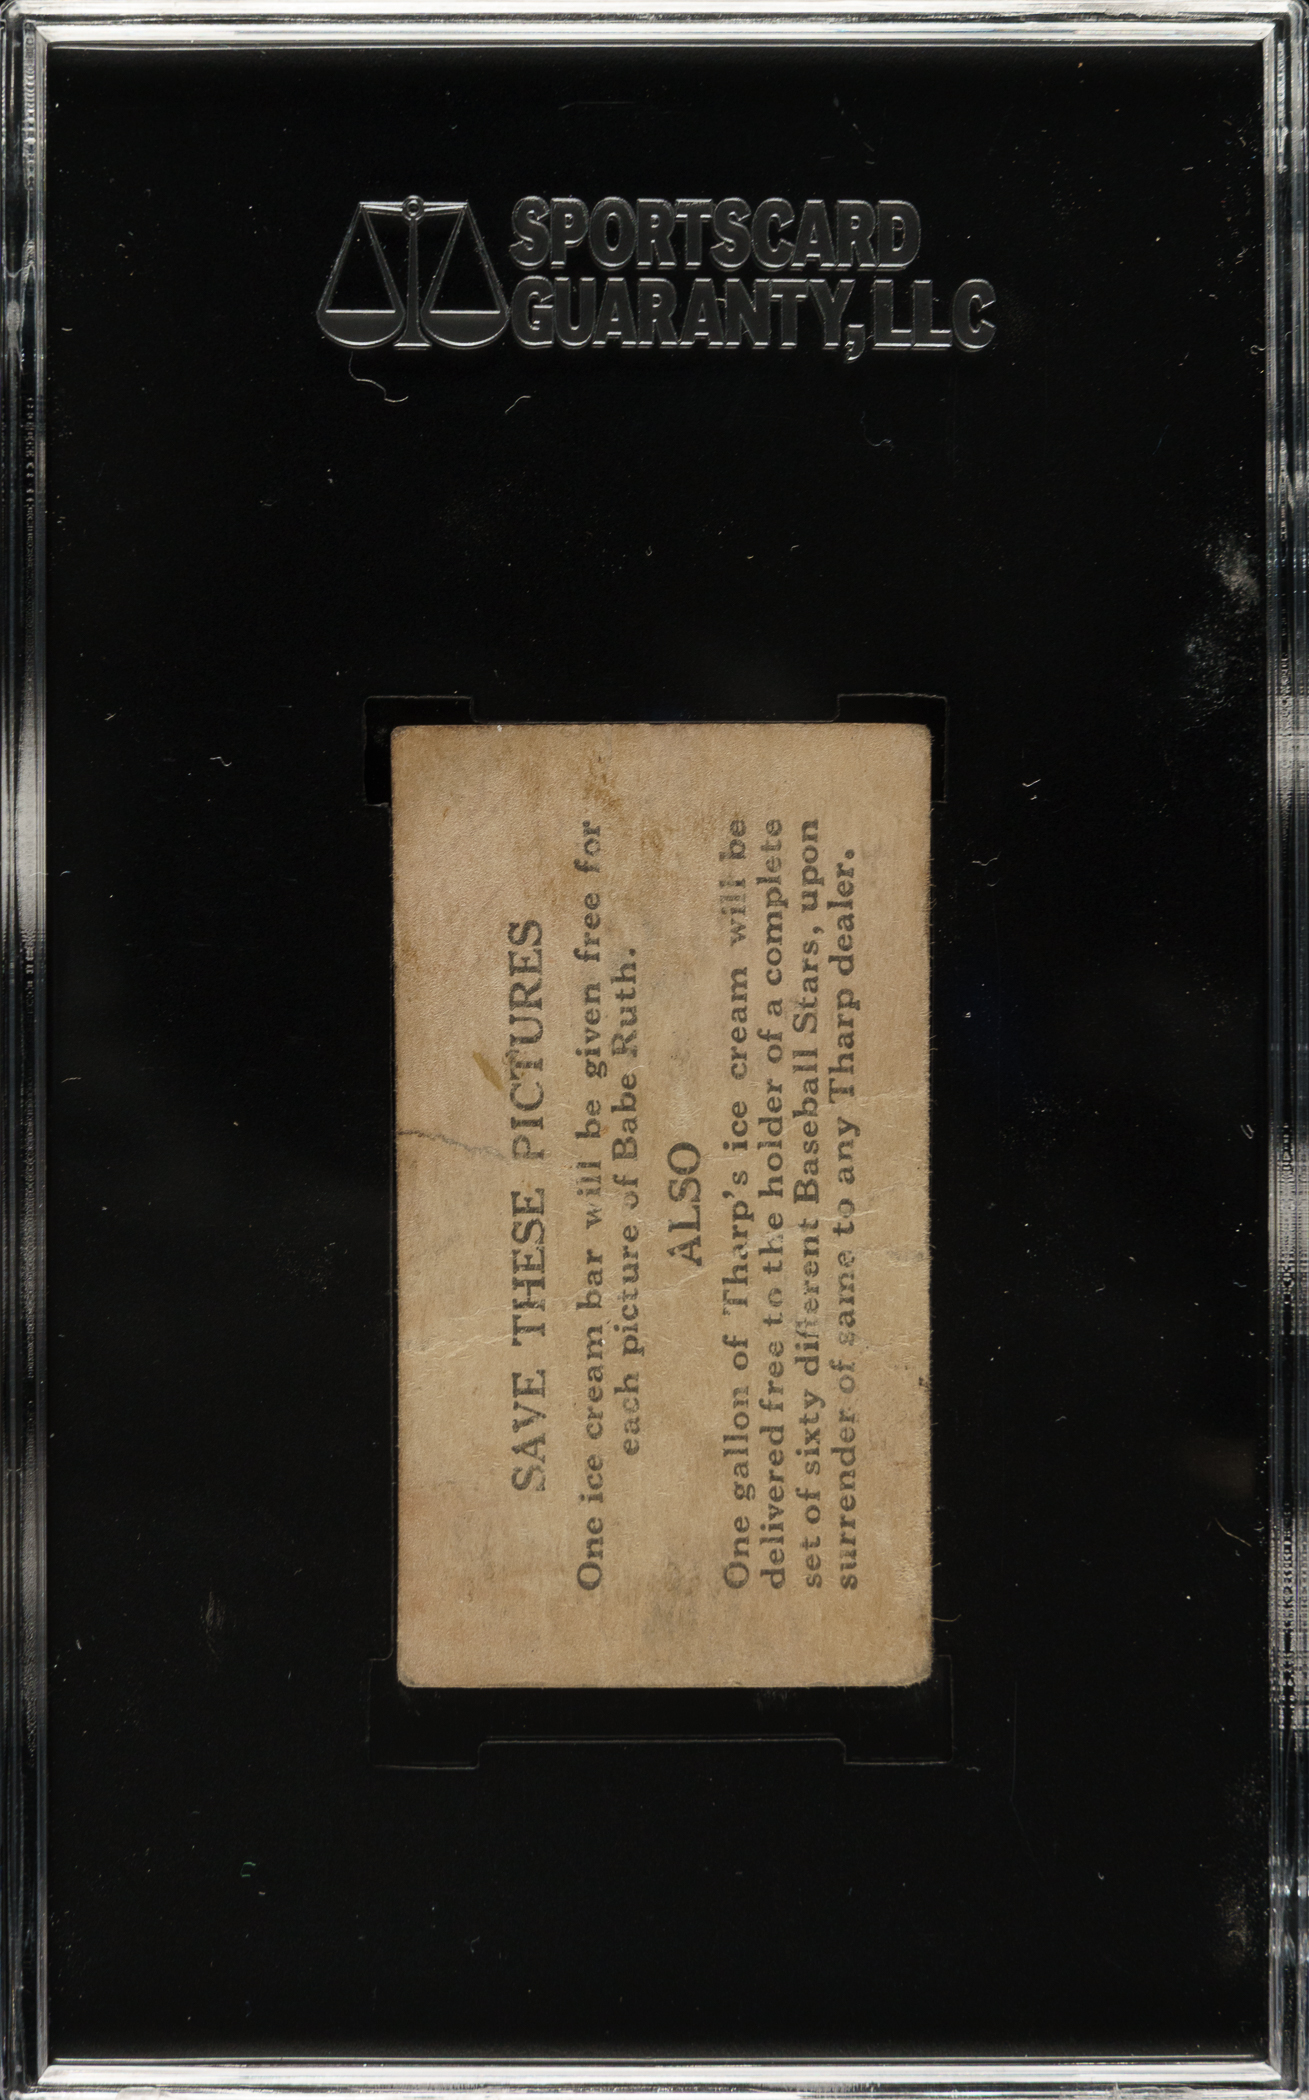 SPORTSCARD
GUARANTY, LLC
SAVE THESE PICTURES
One ice cream bar will be given free for
each picture of Babe Ruth.
ALSO
One gallon of Tharp's ice cream will be
delivered free to the holder of a complete
set of sixty different Baseball Stars, upon
surrender of same to any Tharp dealer.